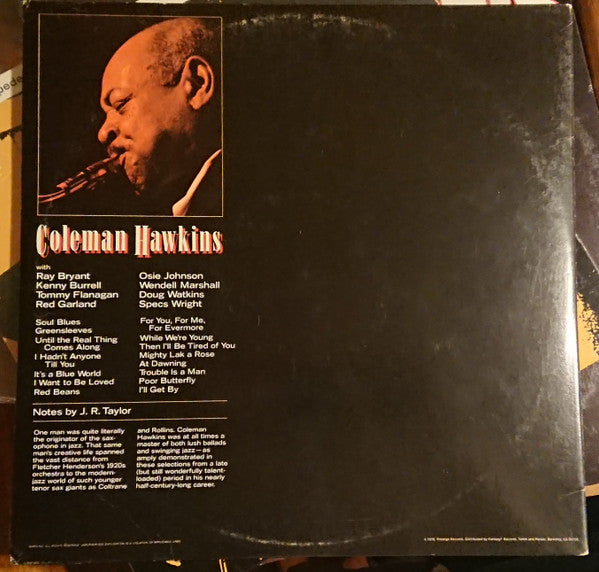 Coleman Hawkins
with
Ray Bryant
Kenny Burrell
Tommy Flanagan
Red Garland
Osie Johnson
Wendell Marshall
Doug Watkins
Specs Wright
Soul Blues
Greensleeves
Until the Real Thing
Comes Along
I Hadn't Anyone
Till You
It's a Blue World
I Want to Be Loved
Red Beans
For You, For Me,
For Evermore
While We're Young
Then I'll Be Tired of You
Mighty Lak a Rose
At Dawning
Trouble Is a Man
Poor Butterfly
I'll Get By
Notes by J. R. Taylor
One man was quite literally
the originator of the sax-
ophone in jazz. That same
man's creative life spanned
the vast distance from
Fletcher Henderson's 1920s
orchestra to the modern-
jazz world of such younger
tenor sax giants as Coltrane
and Rollins. Coleman
Hawkins was at all times a
master of both lush ballads
and swinging jazz—as
amply demonstrated in
these selections from a late
(but still wonderfully talent-
loaded) period in his nearly
half-century-long career.